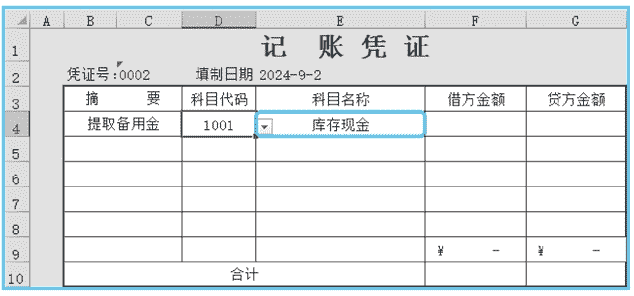 A B C D E F G
1 记 账 凭 证
2 凭证号:0002 填制日期 2024-9-2
3 摘 要 科目代码 科目名称 借方金额 贷方金额
4 提取备用金 1001 库存现金
5
6
7
8
9 ¥ - ¥ -
10 合计